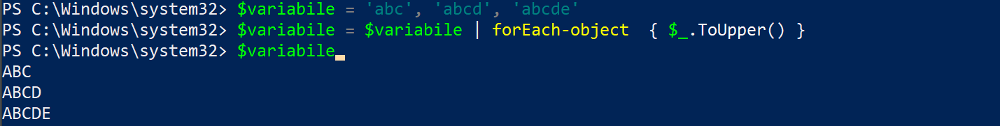 PS C:\Windows\system32> $variabile = 'abc', 'abcd', 'abcde'
PS C:\Windows\system32> $variabile = $variabile | forEach-object  { $_.ToUpper() }
PS C:\Windows\system32> $variabile
ABC
ABCD
ABCDE